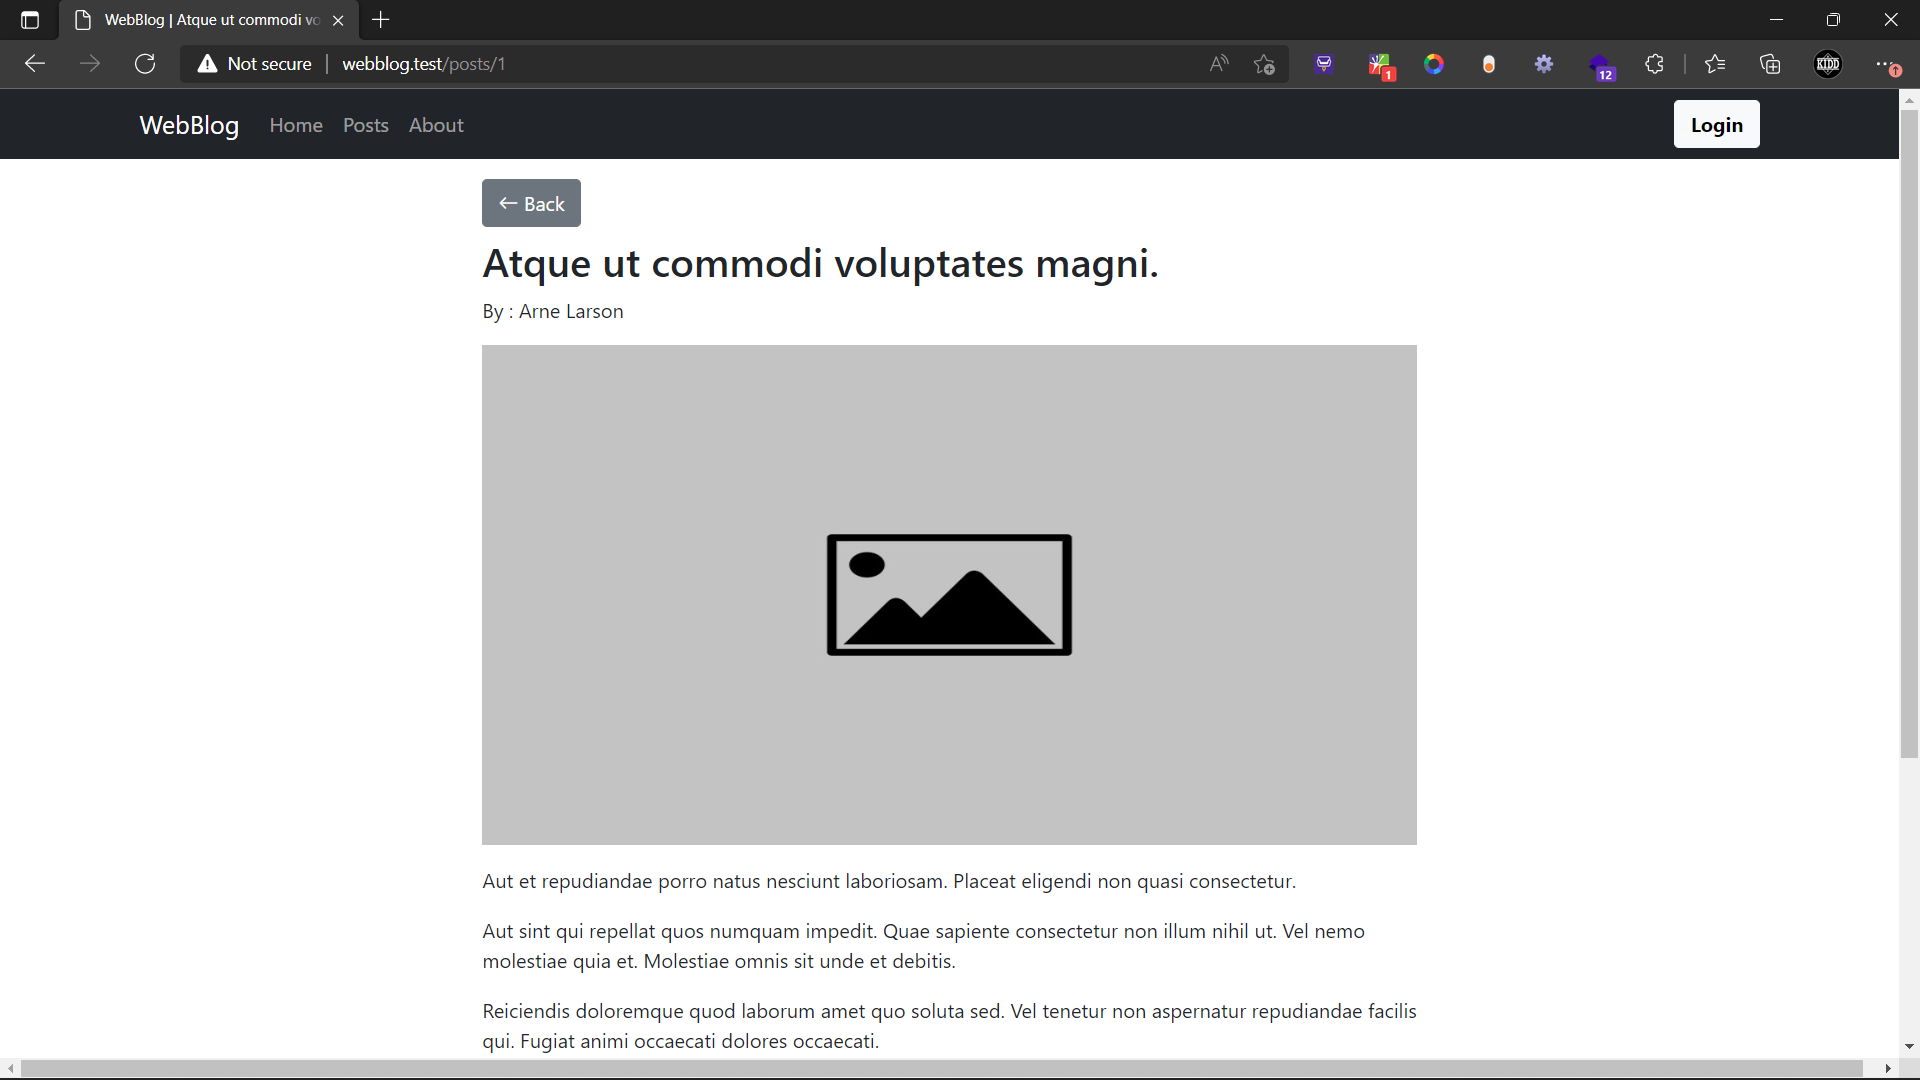 WebBlog | Atque ut commodi vo
Not secure
webblog.test/posts/1
1
12
KIDD
WebBlog
Home
Posts
About
Login
← Back
Atque ut commodi voluptates magni.
By : Arne Larson
Aut et repudiandae porro natus nesciunt laboriosam. Placeat eligendi non quasi consectetur.
Aut sint qui repellat quos numquam impedit. Quae sapiente consectetur non illum nihil ut. Vel nemo
molestiae quia et. Molestiae omnis sit unde et debitis.
Reiciendis doloremque quod laborum amet quo soluta sed. Vel tenetur non aspernatur repudiandae facilis
qui. Fugiat animi occaecati dolores occaecati.